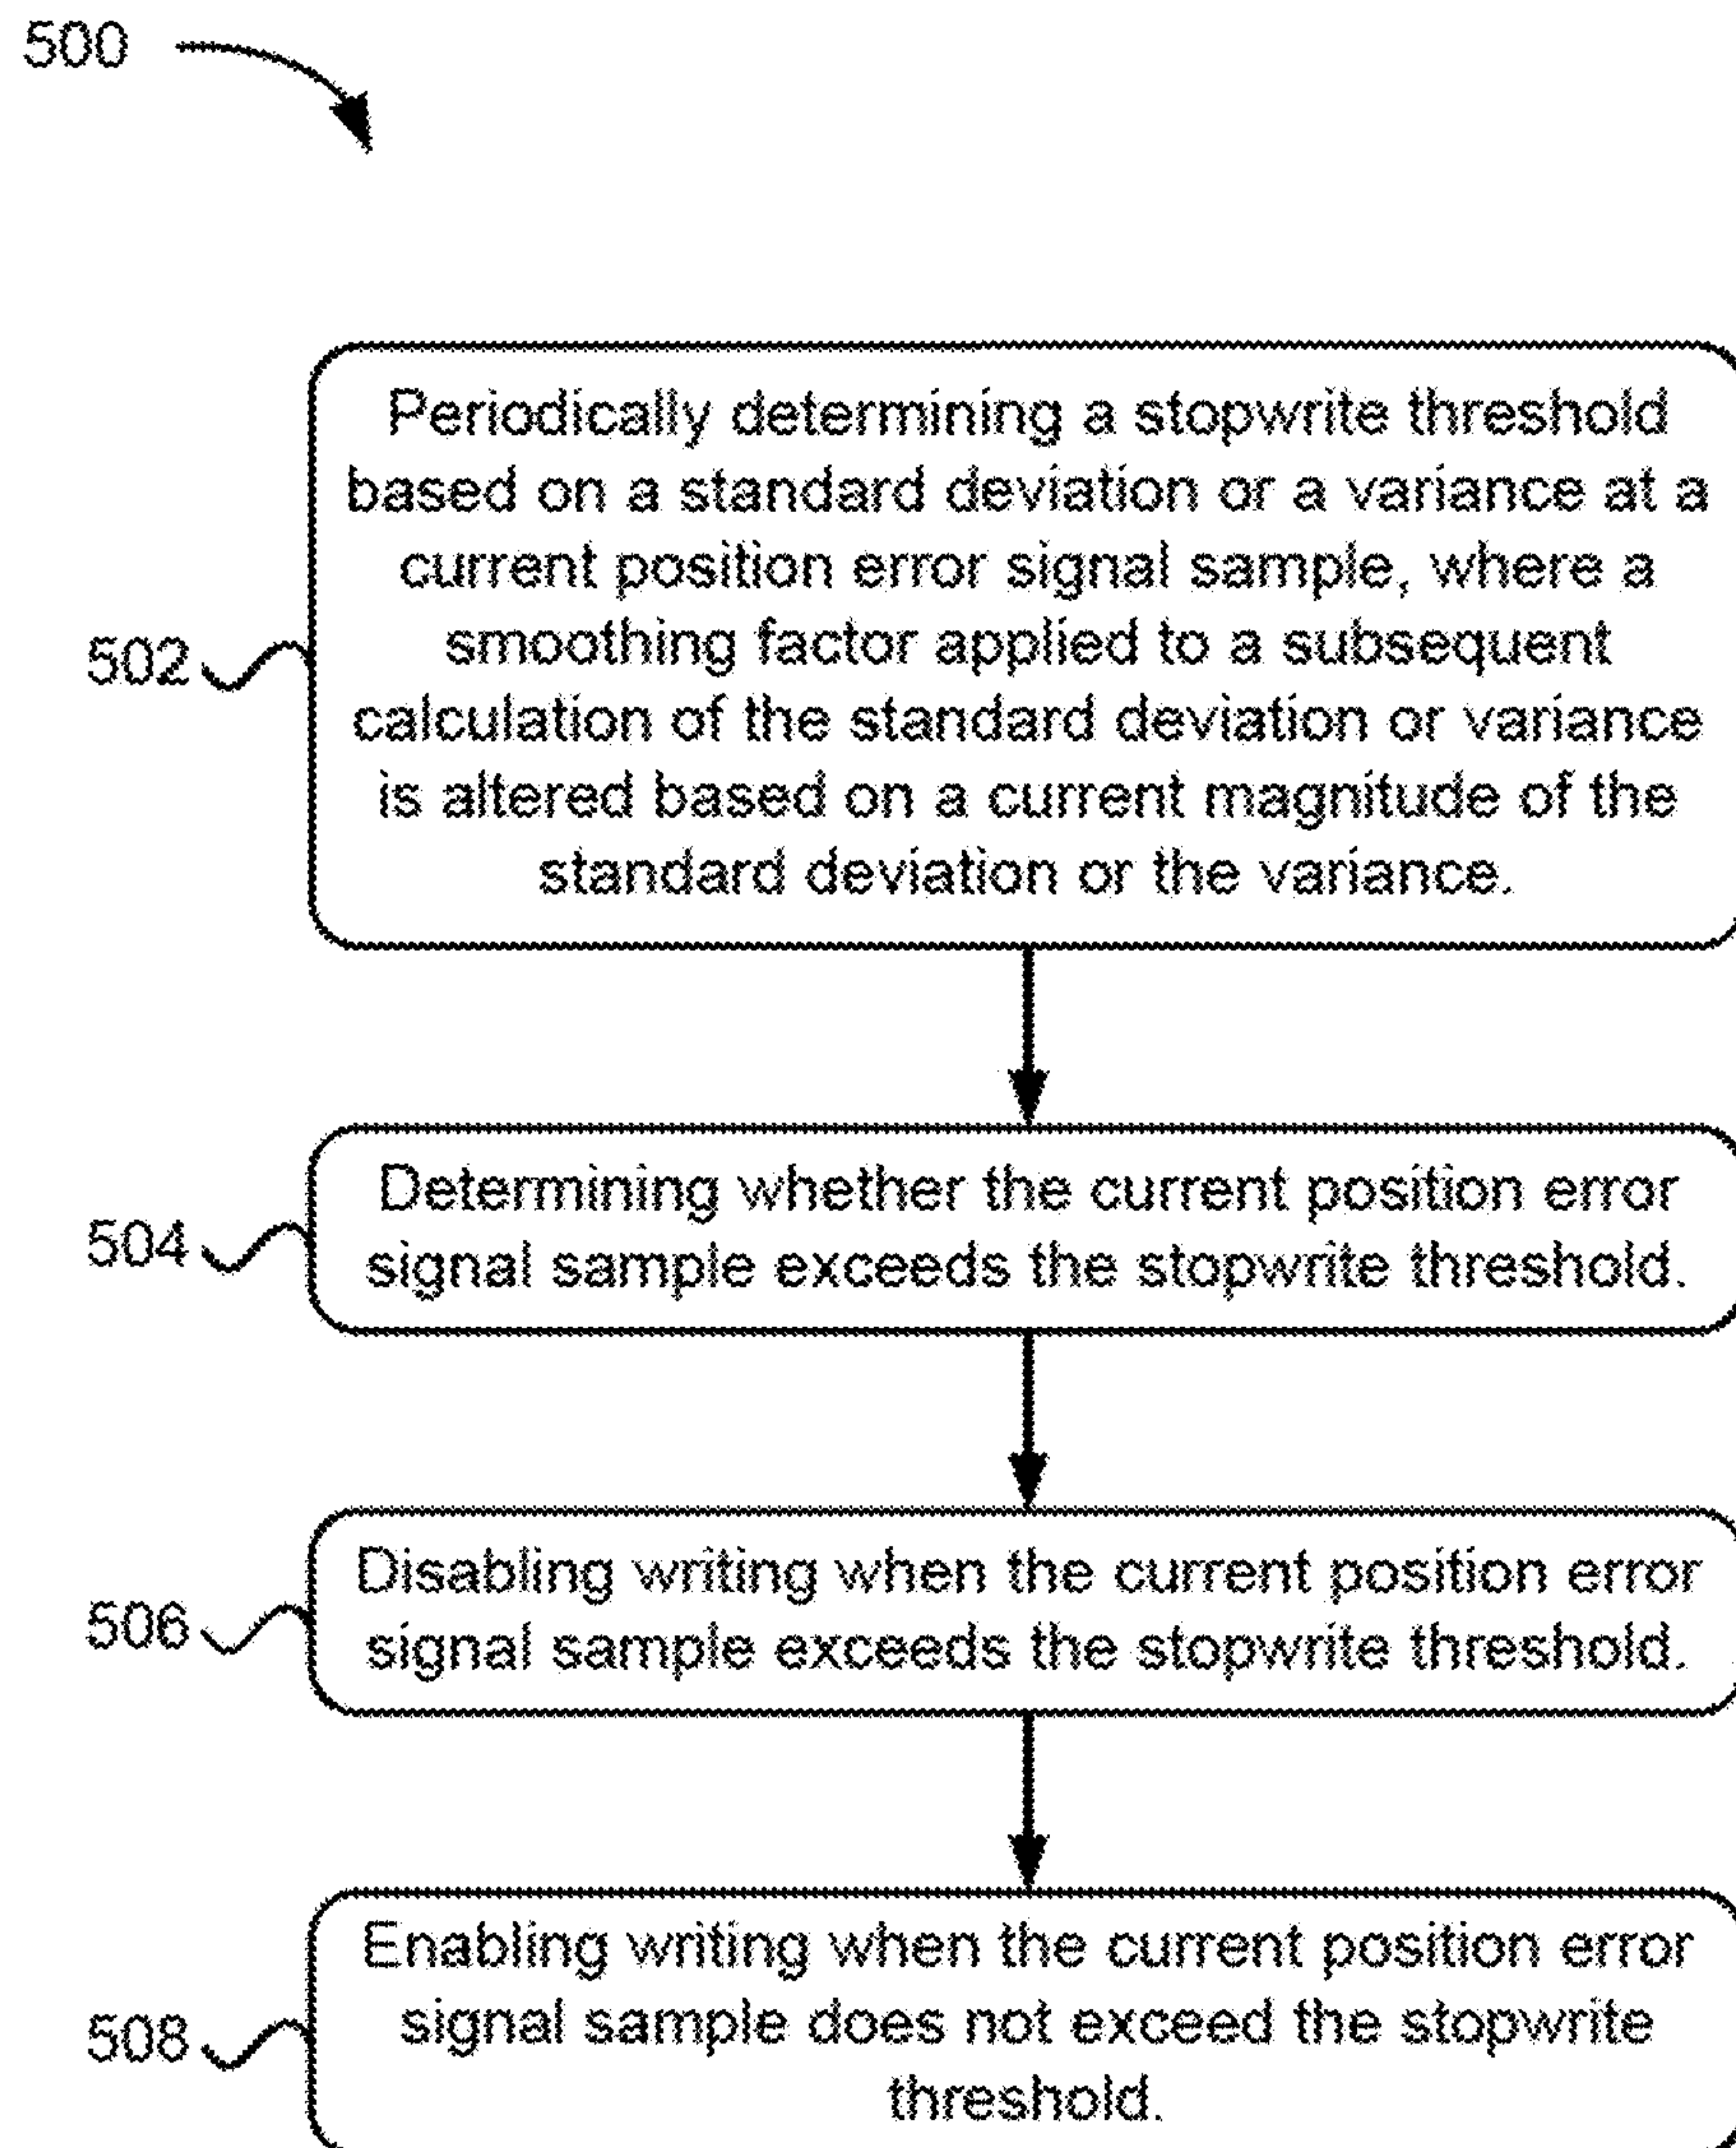 500
Periodically determining a stopwrite threshold
based on a standard deviation or a variance at a
current position error signal sample, where a
smoothing factor applied to a subsequent
502
calculation of the standard deviation or variance
is altered based on a current magnitude of the
standard deviation or the variance.
Determining whether the current position error
504
signal sample exceeds the stopwrite threshold.
Disabling writing when the current position error
506
signal sample exceeds the stopwrite threshold.
Enabling writing when the current position error
signal sample does not exceed the stopwrite
508
threshold.